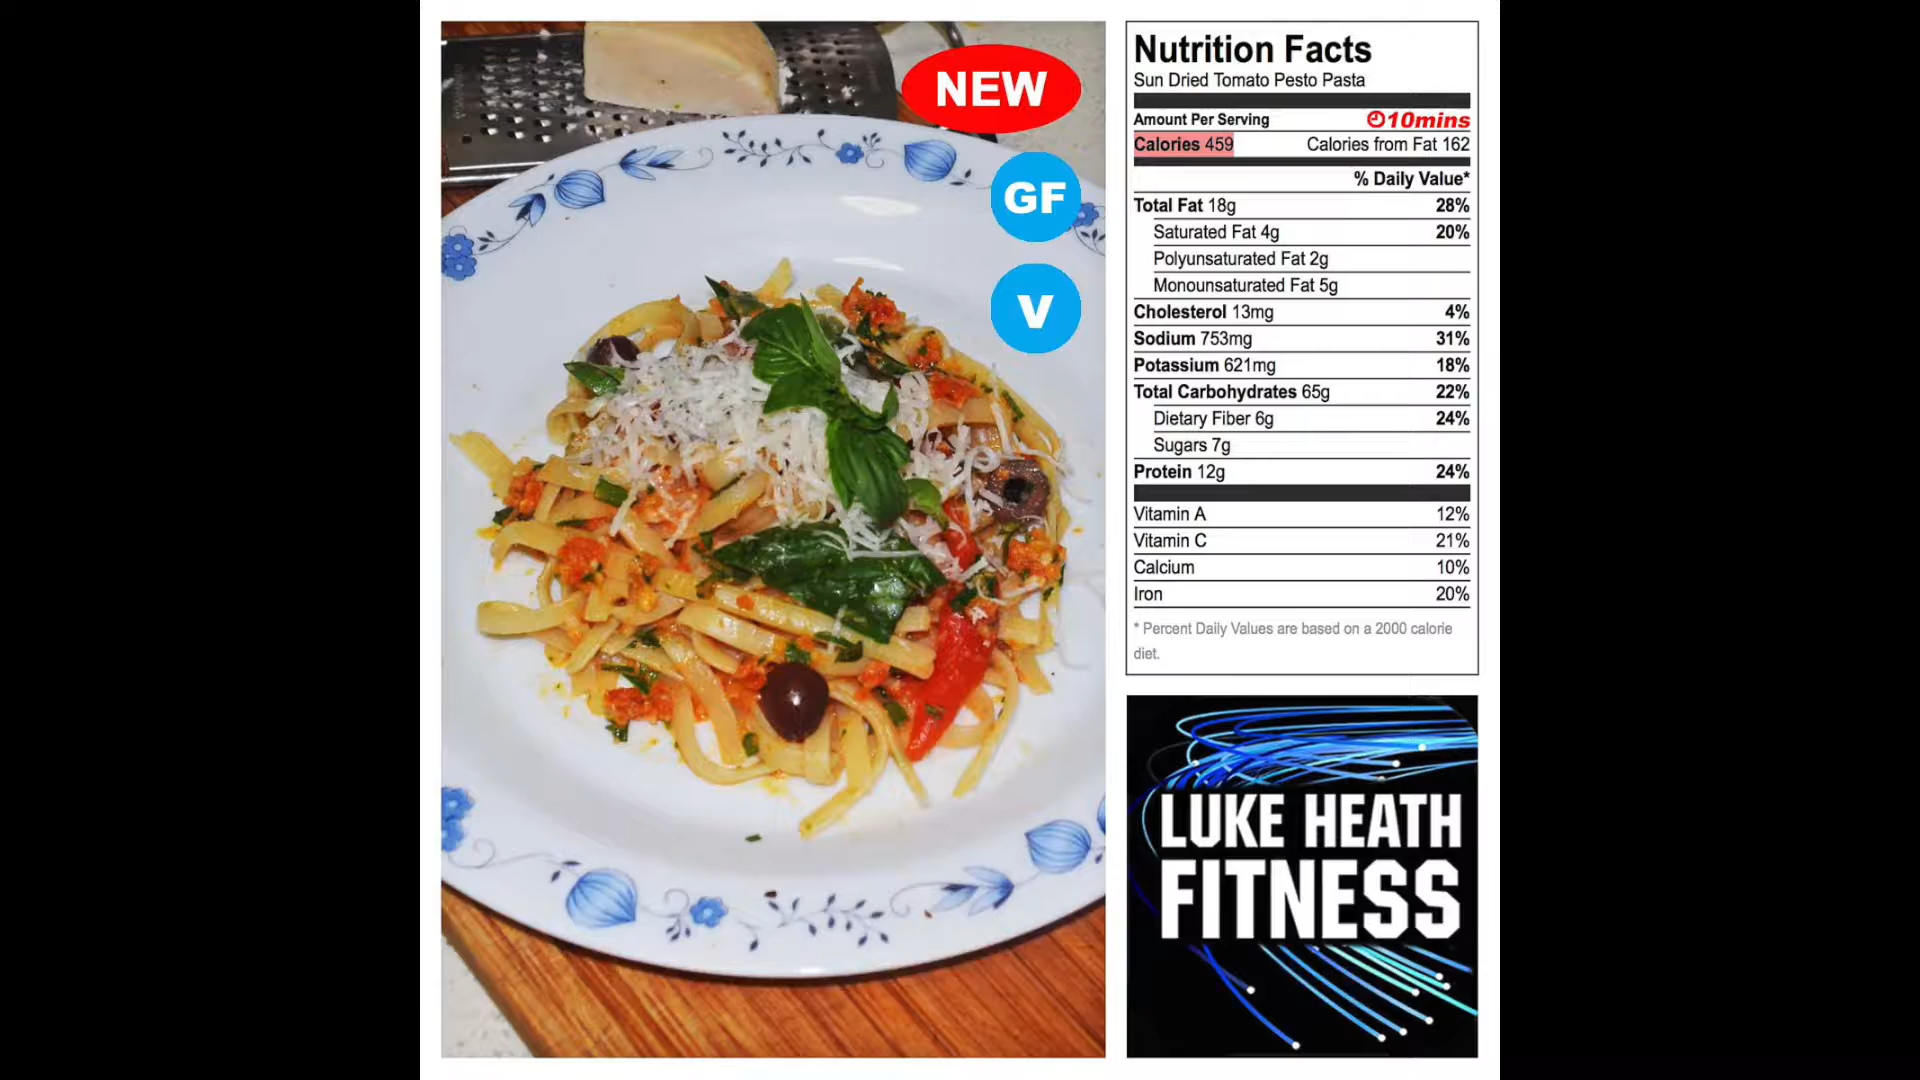 NEW
GF
V
Nutrition Facts
Sun Dried Tomato Pesto Pasta
Amount Per Serving 10mins
Calories 459 Calories from Fat 162
% Daily Value*
Total Fat 18g 28%
Saturated Fat 4g 20%
Polyunsaturated Fat 2g
Monounsaturated Fat 5g
Cholesterol 13mg 4%
Sodium 753mg 31%
Potassium 621mg 18%
Total Carbohydrates 65g 22%
Dietary Fiber 6g 24%
Sugars 7g
Protein 12g 24%
Vitamin A 12%
Vitamin C 21%
Calcium 10%
Iron 20%
* Percent Daily Values are based on a 2000 calorie
diet.
LUKE HEATH
FITNESS